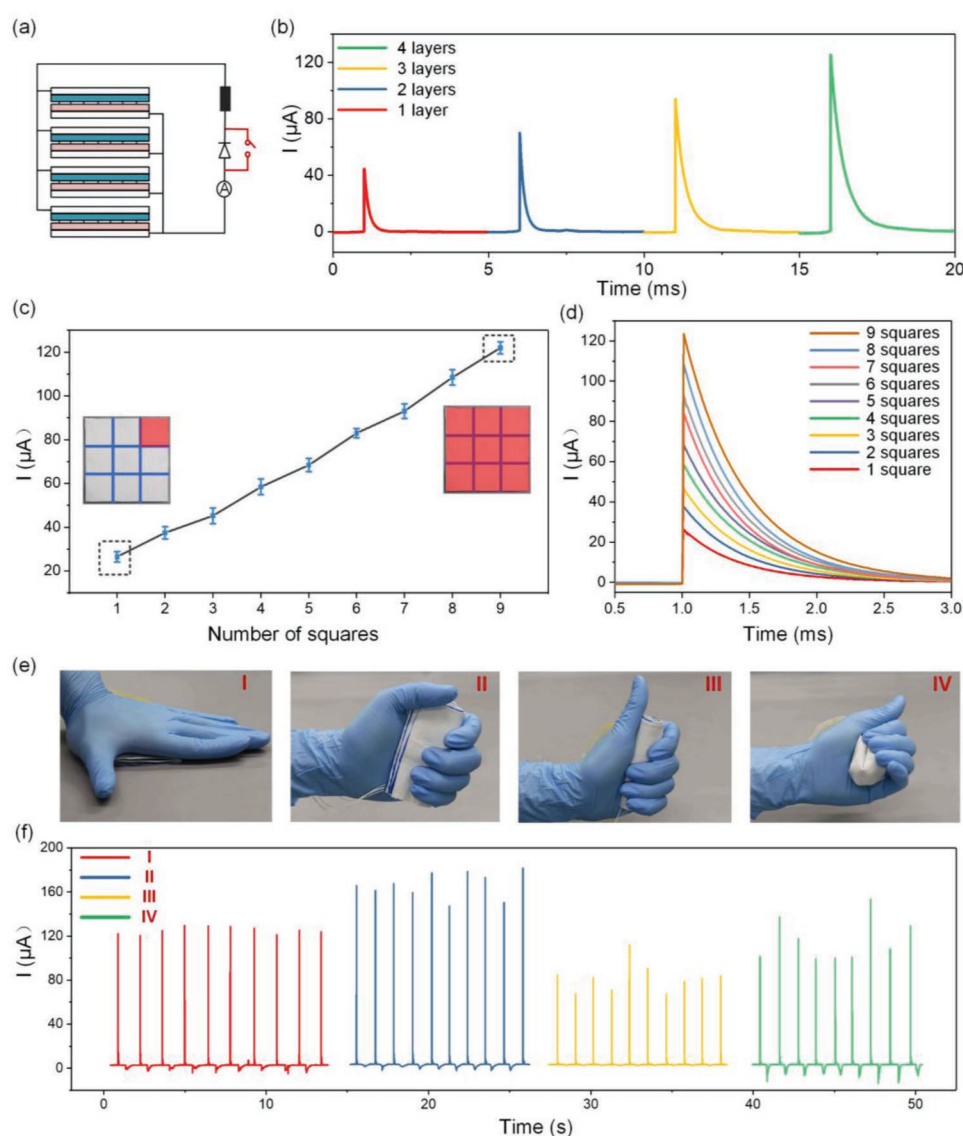 (a)
A
(b)
I (μA)
120
80
40
0
4 layers
3 layers
2 layers
1 layer
0
5
10
15
20
Time (ms)
(c)
I (μA)
120
100
80
60
40
20
1
2
3
4
5
6
7
8
9
Number of squares
(d)
I (μA)
120
100
80
60
40
20
0
9 squares
8 squares
7 squares
6 squares
5 squares
4 squares
3 squares
2 squares
1 square
0.5
1.0
1.5
2.0
2.5
3.0
Time (ms)
(e)
I
II
III
IV
(f)
I (μA)
200
160
120
80
40
0
I
II
III
IV
0
10
20
30
40
50
Time (s)